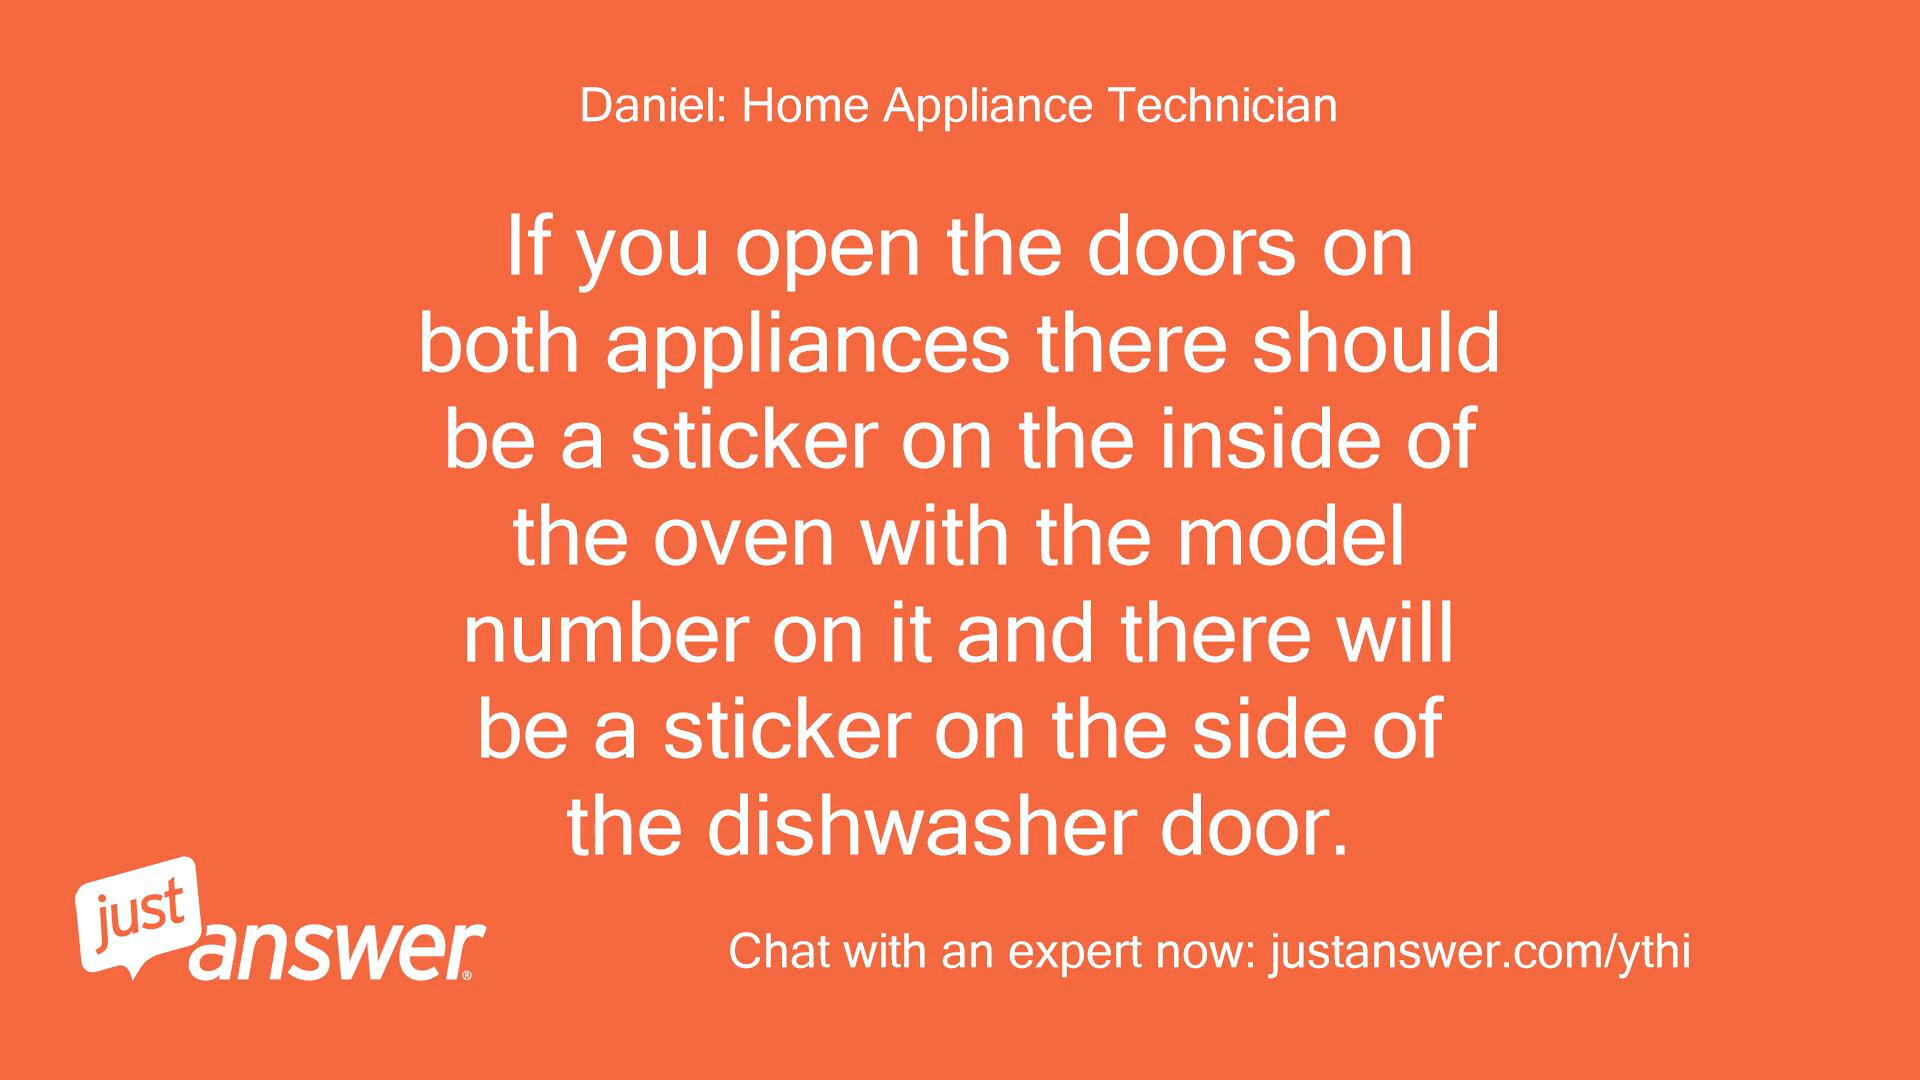 Daniel: Home Appliance Technician
If you open the doors on
both appliances there should
be a sticker on the inside of
the oven with the model
number on it and there will
be a sticker on the side of
the dishwasher door.
just
answer®
Chat with an expert now: justanswer.com/ythi